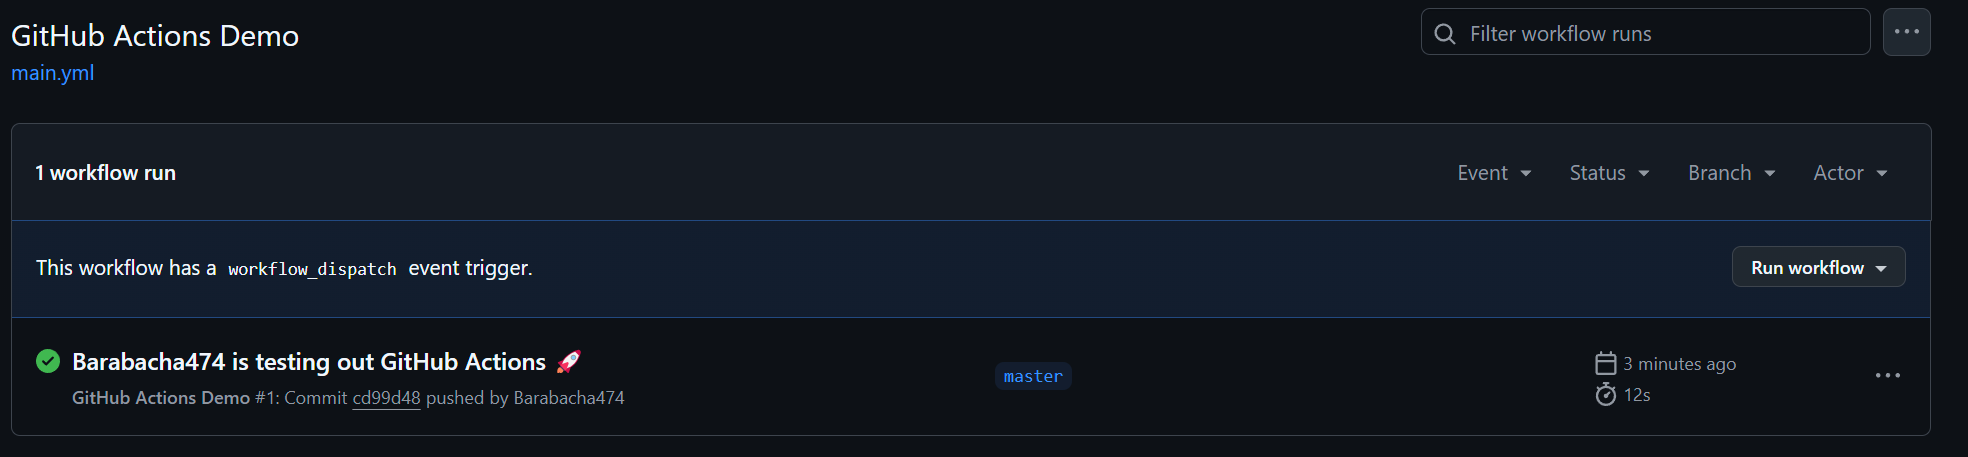 GitHub Actions Demo
Filter workflow runs
main.yml
1 workflow run
Event Status Branch Actor
This workflow has a workflow_dispatch event trigger.
Run workflow
Barabacha474 is testing out GitHub Actions 🚀
GitHub Actions Demo #1: Commit cd99d48 pushed by Barabacha474
master
3 minutes ago
12s